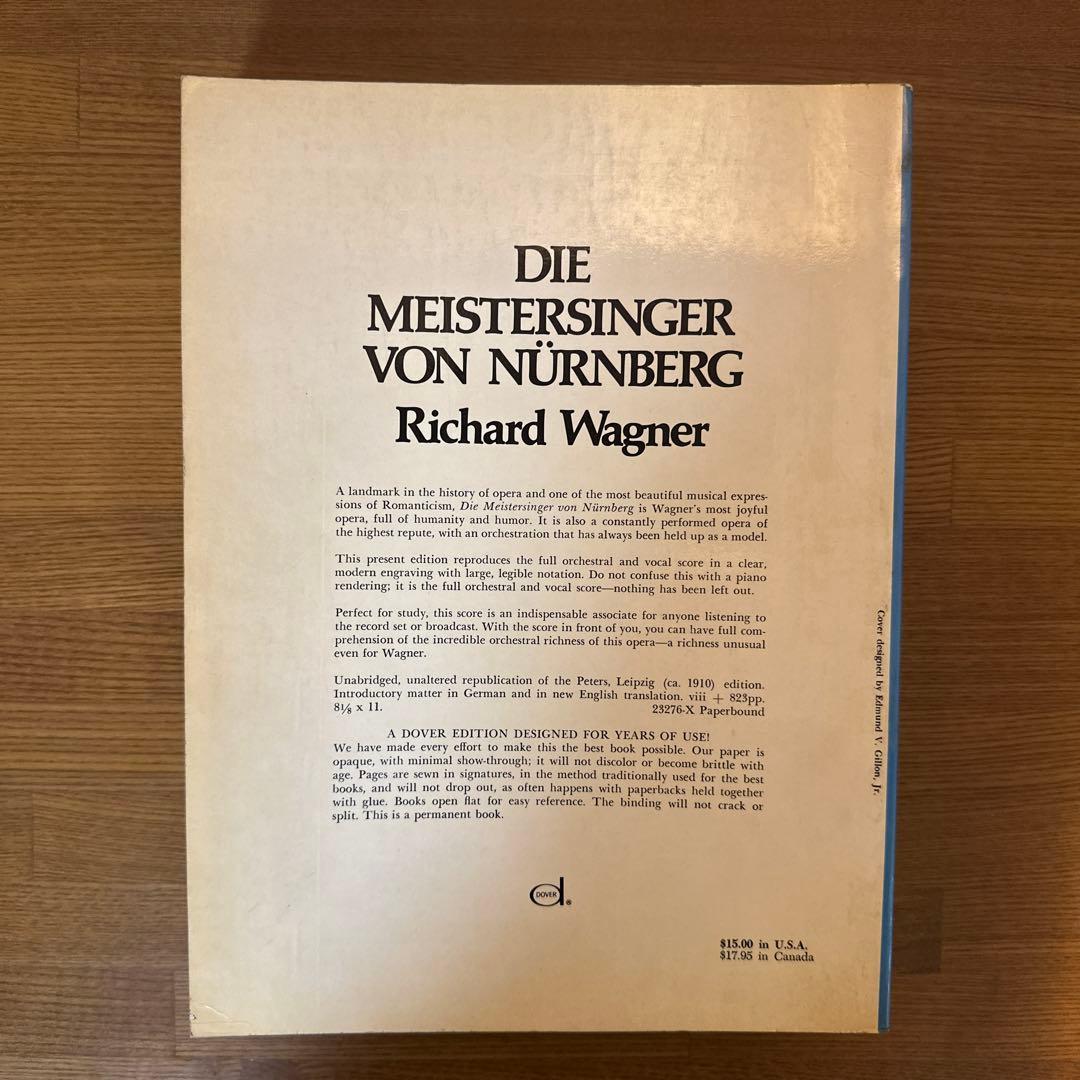 DIE
MEISTERSINGER
VON NÜRNBERG
Richard Wagner
A landmark in the history of opera and one of the most beautiful musical expres-
sions of Romanticism, Die Meistersinger von Nürnberg is Wagner's most joyful
opera, full of humanity and humor. It is also a constantly performed opera of
the highest repute, with an orchestration that has always been held up as a model.
This present edition reproduces the full orchestral and vocal score in a clear,
modern engraving with large, legible notation. Do not confuse this with a piano
rendering; it is the full orchestral and vocal score—nothing has been left out.
Perfect for study, this score is an indispensable associate for anyone listening to
the record set or broadcast. With the score in front of you, you can have full com-
prehension of the incredible orchestral richness of this opera—a richness unusual
even for Wagner.
Unabridged, unaltered republication of the Peters, Leipzig (ca. 1910) edition.
Introductory matter in German and in new English translation. viii + 823pp.
8⅛ x 11. 23276-X Paperbound
A DOVER EDITION DESIGNED FOR YEARS OF USE!
We have made every effort to make this the best book possible. Our paper is
opaque, with minimal show-through; it will not discolor or become brittle with
age. Pages are sewn in signatures, in the method traditionally used for the best
books, and will not drop out, as often happens with paperbacks held together
with glue. Books open flat for easy reference. The binding will not crack or
split. This is a permanent book.
DOVER
®
$15.00 in U.S.A.
$17.95 in Canada
Cover designed by Edmund V. Gillon, Jr.